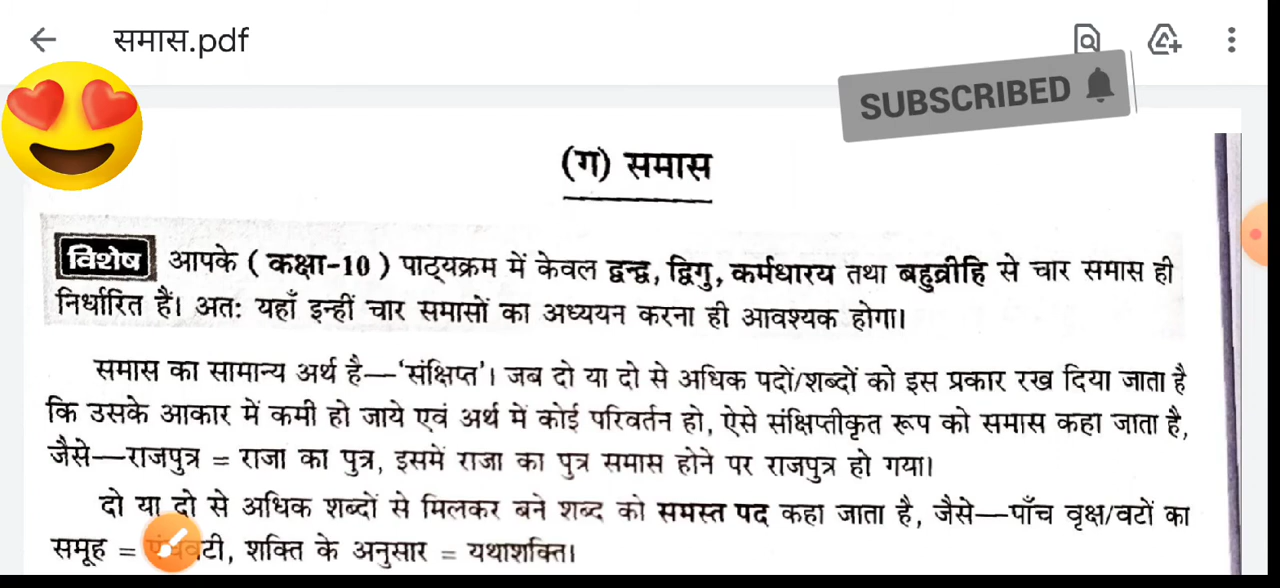 समास.pdf
SUBSCRIBED
(ग) समास
विशेष आपके ( कक्षा-10 ) पाठ्यक्रम में केवल द्वन्द्व, द्विगु, कर्मधारय तथा बहुव्रीहि से चार समास ही
निर्धारित हैं। अतः यहाँ इन्हीं चार समासों का अध्ययन करना ही आवश्यक होगा।
समास का सामान्य अर्थ है—‘संक्षिप्त’। जब दो या दो से अधिक पदों/शब्दों को इस प्रकार रख दिया जाता है
कि उसके आकार में कमी हो जाये एवं अर्थ में कोई परिवर्तन हो, ऐसे संक्षिप्तीकृत रूप को समास कहा जाता है,
जैसे—राजपुत्र = राजा का पुत्र, इसमें राजा का पुत्र समास होने पर राजपुत्र हो गया।
दो या दो से अधिक शब्दों से मिलकर बने शब्द को समस्त पद कहा जाता है, जैसे—पाँच वृक्ष/वटों का
समूह = पंचवटी, शक्ति के अनुसार = यथाशक्ति।